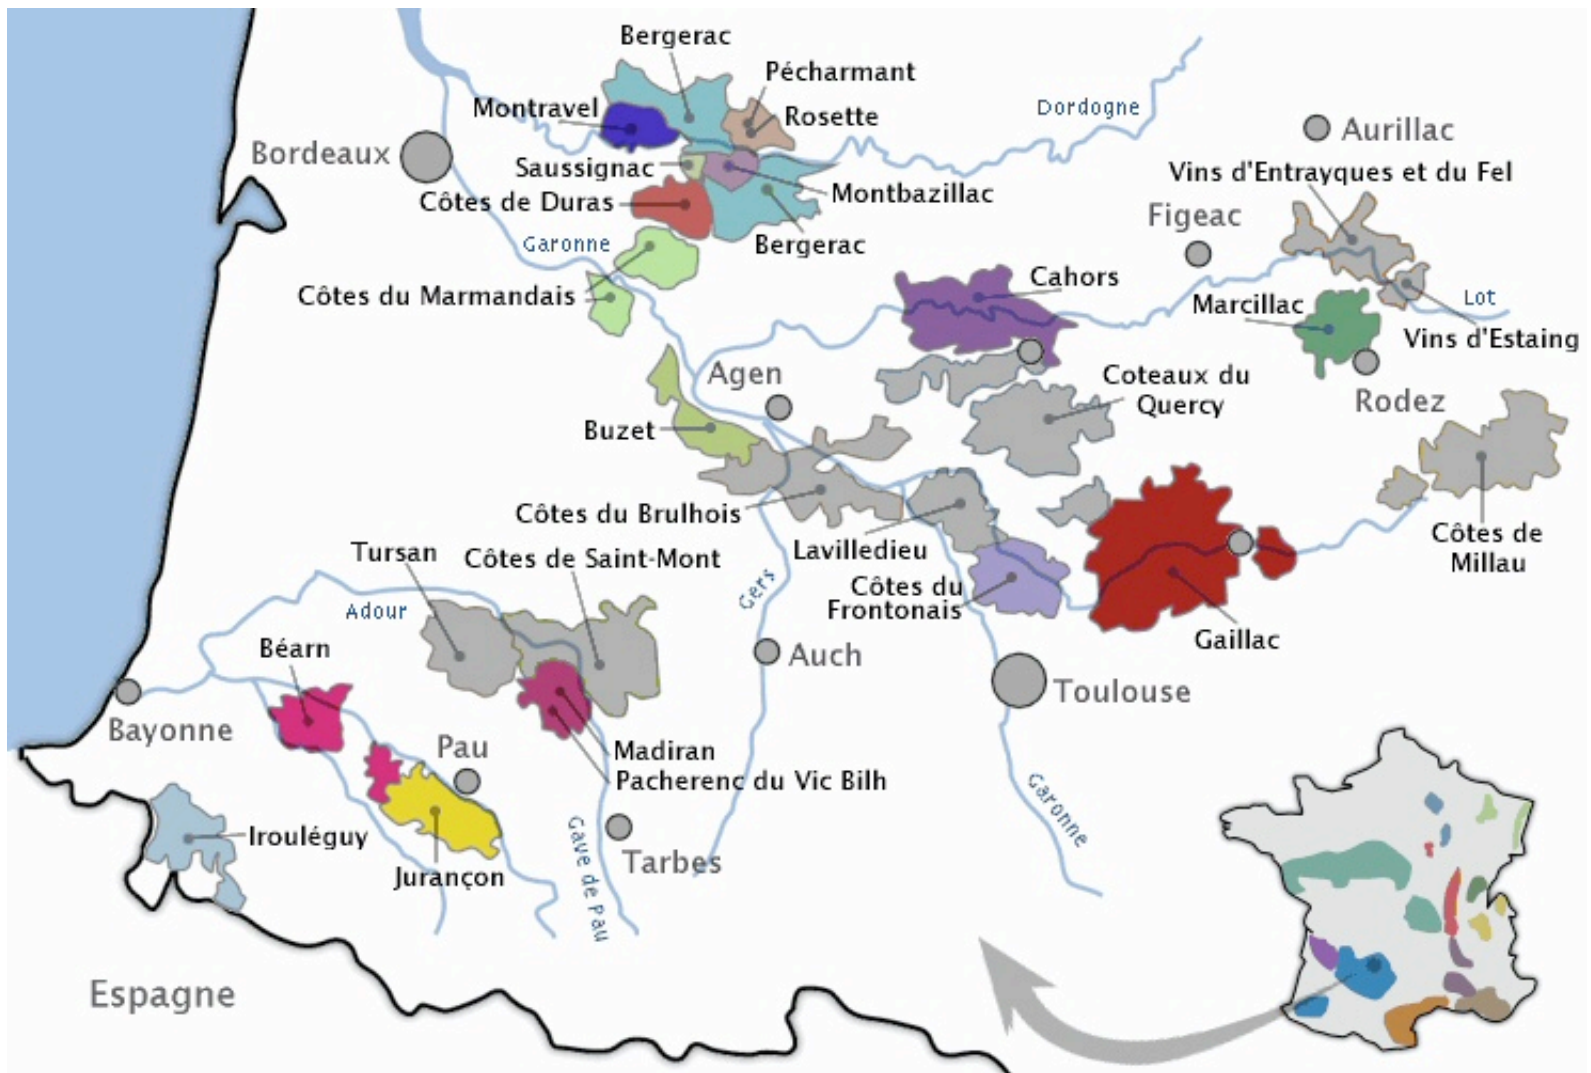 Bergerac
Pécharmant
Montravel
Rosette
Dordogne
Aurillac
Bordeaux
Saussignac
Vins d'Entrayques et du Fel
Côtes de Duras
Montbazillac
Figeac
Garonne
Bergerac
Cahors
Côtes du Marmandais
Marcillac
Lot
Vins d'Estaing
Agen
Coteaux du
Quercy
Rodez
Buzet
Côtes du Brulhois
Lavilledieu
Côtes de
Millau
Tursan
Côtes de Saint-Mont
Gers
Côtes du
Frontonais
Adour
Gaillac
Béarn
Auch
Toulouse
Bayonne
Pau
Madiran
Pacherenc du Vic Bilh
Garonne
Irouléguy
Jurançon
Gave de Pau
Tarbes
Espagne